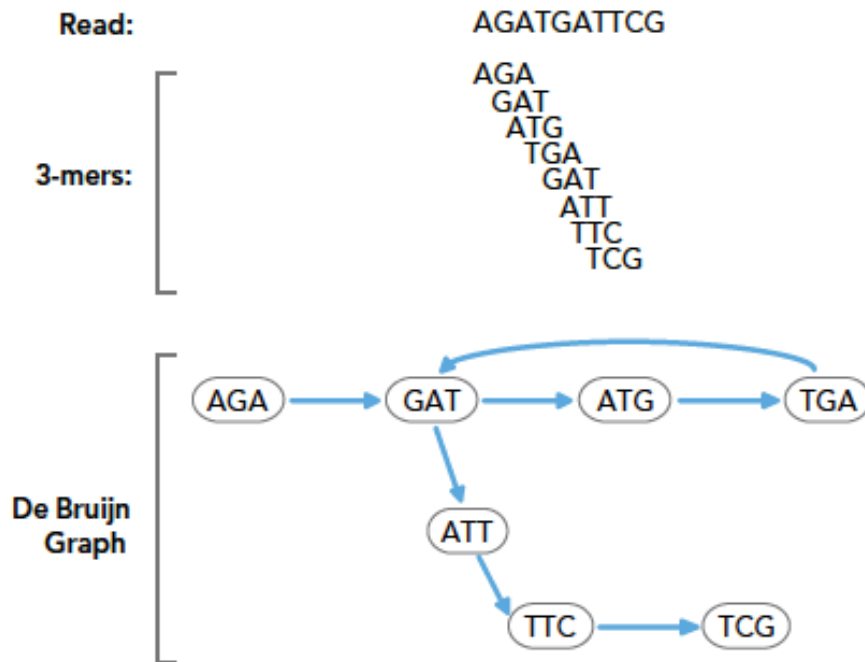 Read: AGATGATTCG
3-mers:
AGA
GAT
ATG
TGA
GAT
ATT
TTC
TCG
De Bruijn
Graph
AGA GAT ATG TGA
ATT
TTC TCG